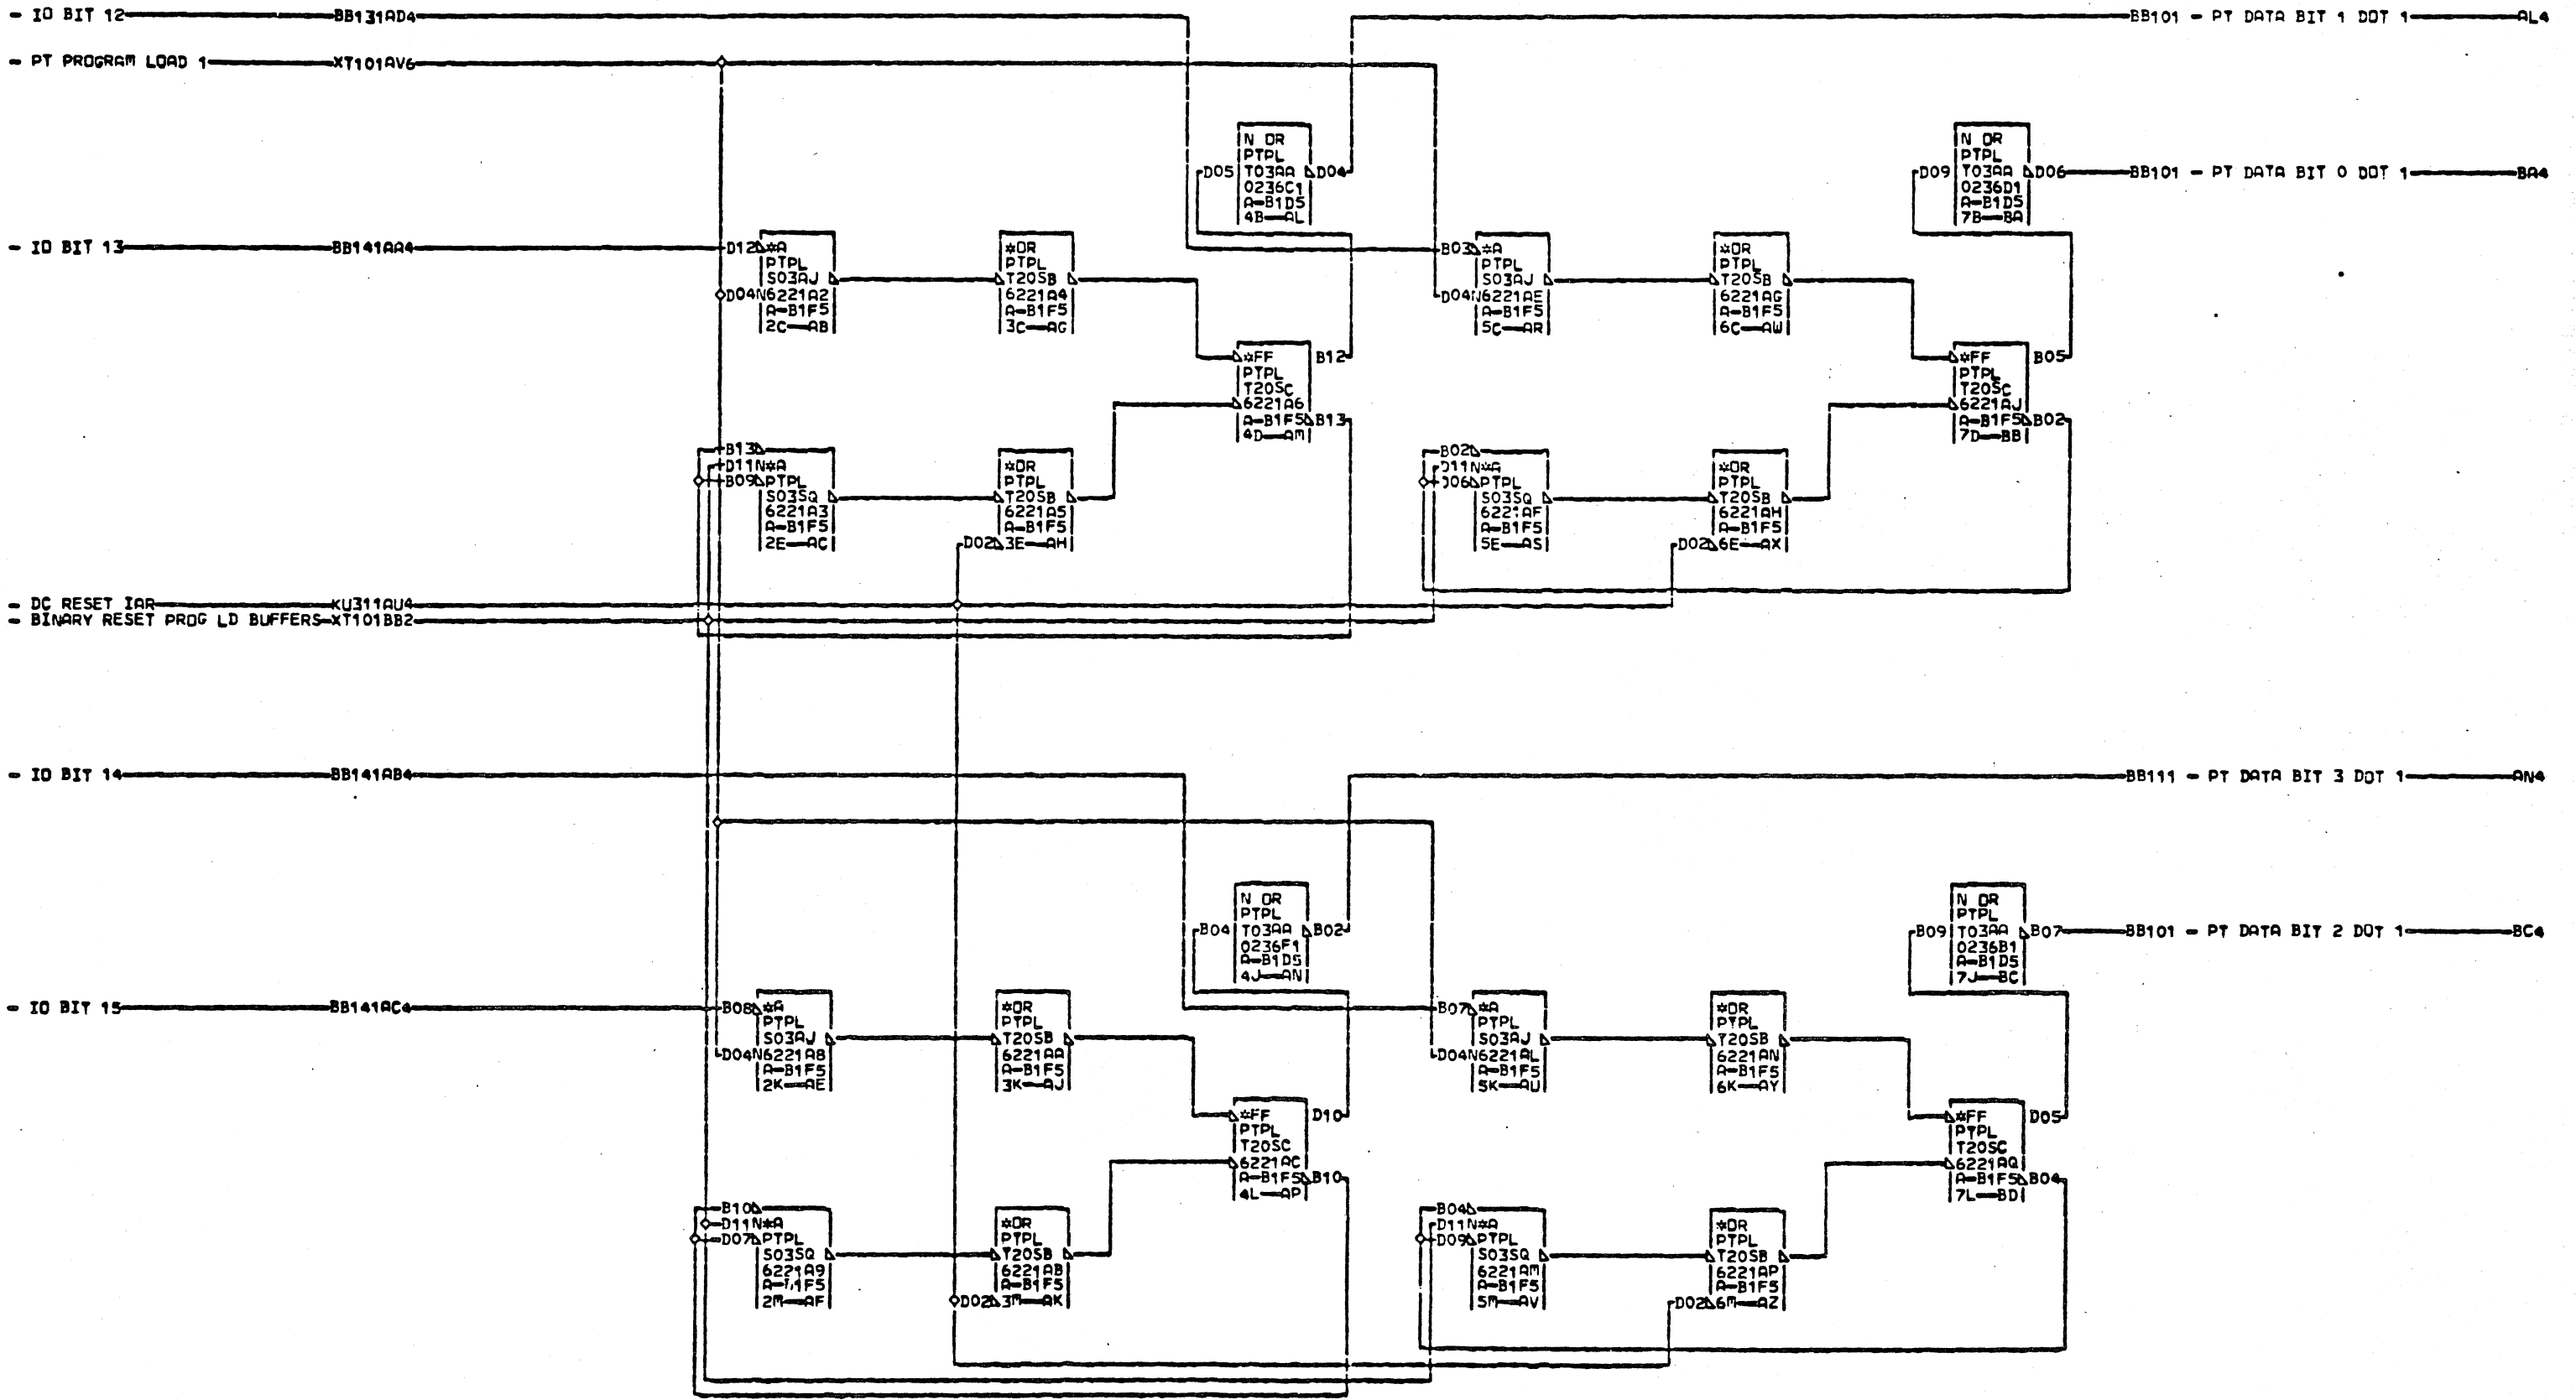 - IO BIT 12 BB131AD4
BB101 - PT DATA BIT 1 DOT 1 AL4
- PT PROGRAM LOAD 1 XT101AV6
N OR
PTPL
D05 T03AA D04
0236C1
A-B1D5
4B AL
N OR
PTPL
D09 T03AA D06
0236D1
A-B1D5
7B BA
BB101 - PT DATA BIT 0 DOT 1 BA4
- IO BIT 13 BB141AA4
D12 *A
PTPL
S03AJ
D04N6221A2
A-B1F5
2C AB
*OR
PTPL
T20SB
6221A4
A-B1F5
3C AG
B03 *A
PTPL
S03AJ
D04N6221AE
A-B1F5
5C AR
*OR
PTPL
T20SB
6221AG
A-B1F5
6C AW
*FF B12
PTPL
T20SC
6221A6
A-B1F5 B13
4D AM
*FF B05
PTPL
T20SC
6221AJ
A-B1F5 B02
7D BB
B13
D11N*A
B09 PTPL
S03SQ
6221A3
A-B1F5
2E AC
*OR
PTPL
T20SB
6221A5
A-B1F5
D02 3E AH
B02
D11N*A
D06 PTPL
S03SQ
6221AF
A-B1F5
5E AS
*OR
PTPL
T20SB
6221AH
A-B1F5
D02 6E AX
- DC RESET IAR KU311AU4
- BINARY RESET PROG LD BUFFERS XT101BB2
- IO BIT 14 BB141AB4
BB111 - PT DATA BIT 3 DOT 1 AN4
N OR
PTPL
B04 T03AA B02
0236F1
A-B1D5
4J AN
N OR
PTPL
B09 T03AA B07
0236B1
A-B1D5
7J BC
BB101 - PT DATA BIT 2 DOT 1 BC4
- IO BIT 15 BB141AC4
B08 *A
PTPL
S03AJ
D04N6221A8
A-B1F5
2K AE
*OR
PTPL
T20SB
6221AA
A-B1F5
3K AJ
B07 *A
PTPL
S03AJ
D04N6221AL
A-B1F5
5K AU
*OR
PTPL
T20SB
6221AN
A-B1F5
6K AY
*FF D10
PTPL
T20SC
6221AC
A-B1F5 B10
4L AP
*FF D05
PTPL
T20SC
6221AQ
A-B1F5 B04
7L BD
B10
D11N*A
D07 PTPL
S03SQ
6221A9
A-B1F5
2M AF
*OR
PTPL
T20SB
6221AB
A-B1F5
D02 3M AK
B04
D11N*A
D09 PTPL
S03SQ
6221AM
A-B1F5
5M AV
*OR
PTPL
T20SB
6221AP
A-B1F5
D02 6M AZ